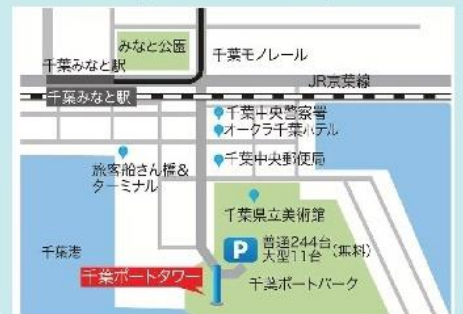 みなと公園
千葉みなと駅
千葉モノレール
JR京葉線
千葉みなと駅
千葉中央警察署
オークラ千葉ホテル
千葉中央郵便局
旅客船さん橋&
ターミナル
千葉県立美術館
P
普通244台
大型11台
(無料)
千葉港
千葉ポートタワー
千葉ポートパーク